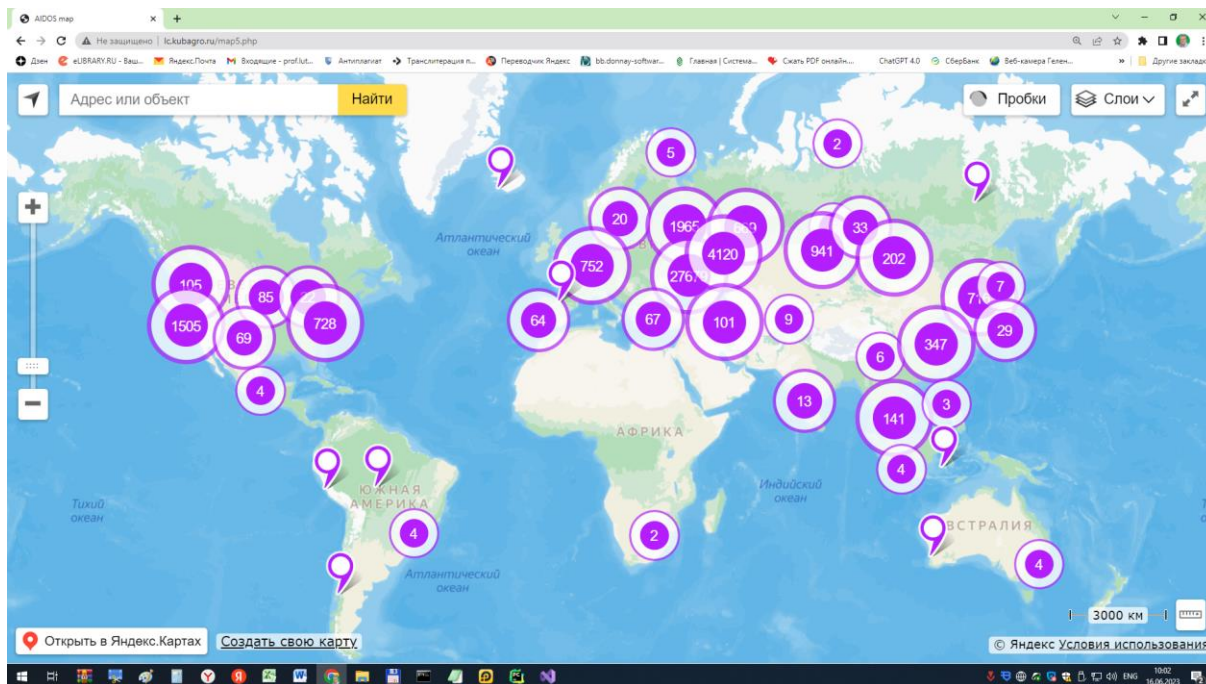 AIDOS map
Не защищено | lc.kubagro.ru/map5.php
Дзен eLIBRARY.RU - Ваш... Яндекс.Почта Входящие - prof.lut... Антиплагиат Транслитерация п... Переводчик Яндекс bb.donnay-softwar... Главная | Система... Сжать PDF онлайн... ChatGPT 4.0 СберБанк Веб-камера Гелен... » Другие заклад
Адрес или объект Найти Пробки Слои
5 2
20 1965 33
Атлантический
океан
752 4120 941 202
105 85 7
1505 69 728 64 67 101 9 347 29
6
4 13 141 3
АФРИКА
4
ЮЖНАЯ
АМЕРИКА
Индийский
океан
Тихий
океан
4 2 ВСТРАЛИЯ
4
Атлантический
океан
3000 км
Открыть в Яндекс.Картах Создать свою карту © Яндекс Условия использования
ENG 10:02
16.06.2023